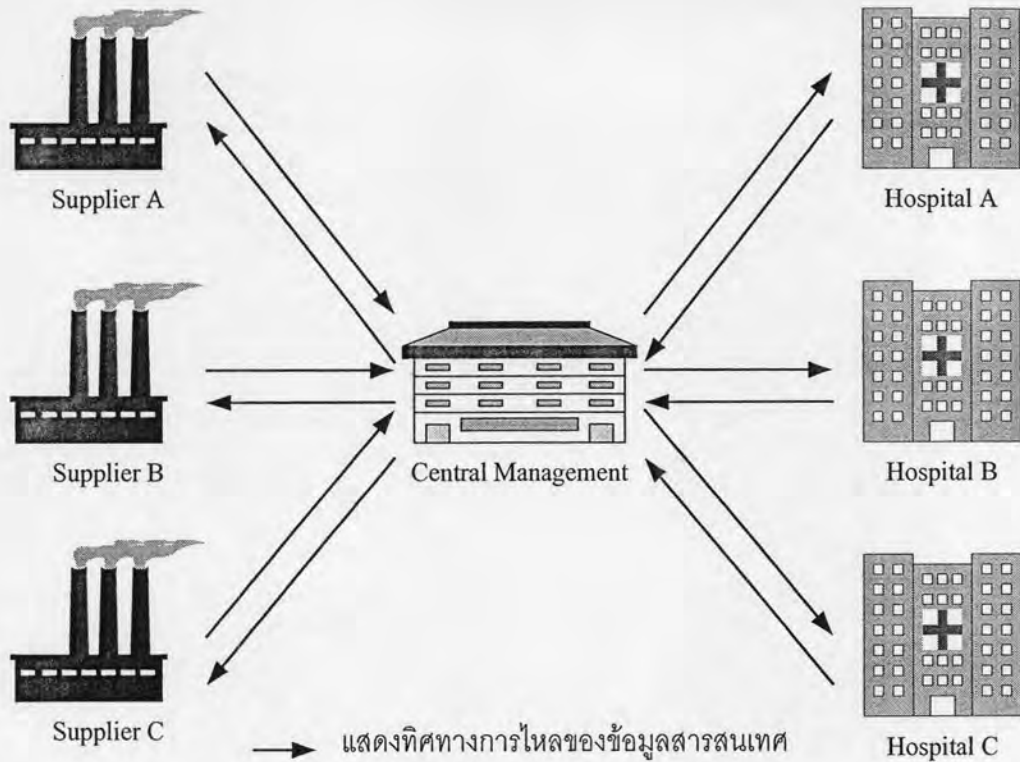 Supplier A
Hospital A
Supplier B
Central Management
Hospital B
Supplier C
แสดงทิศทางการไหลของข้อมูลสารสนเทศ
Hospital C